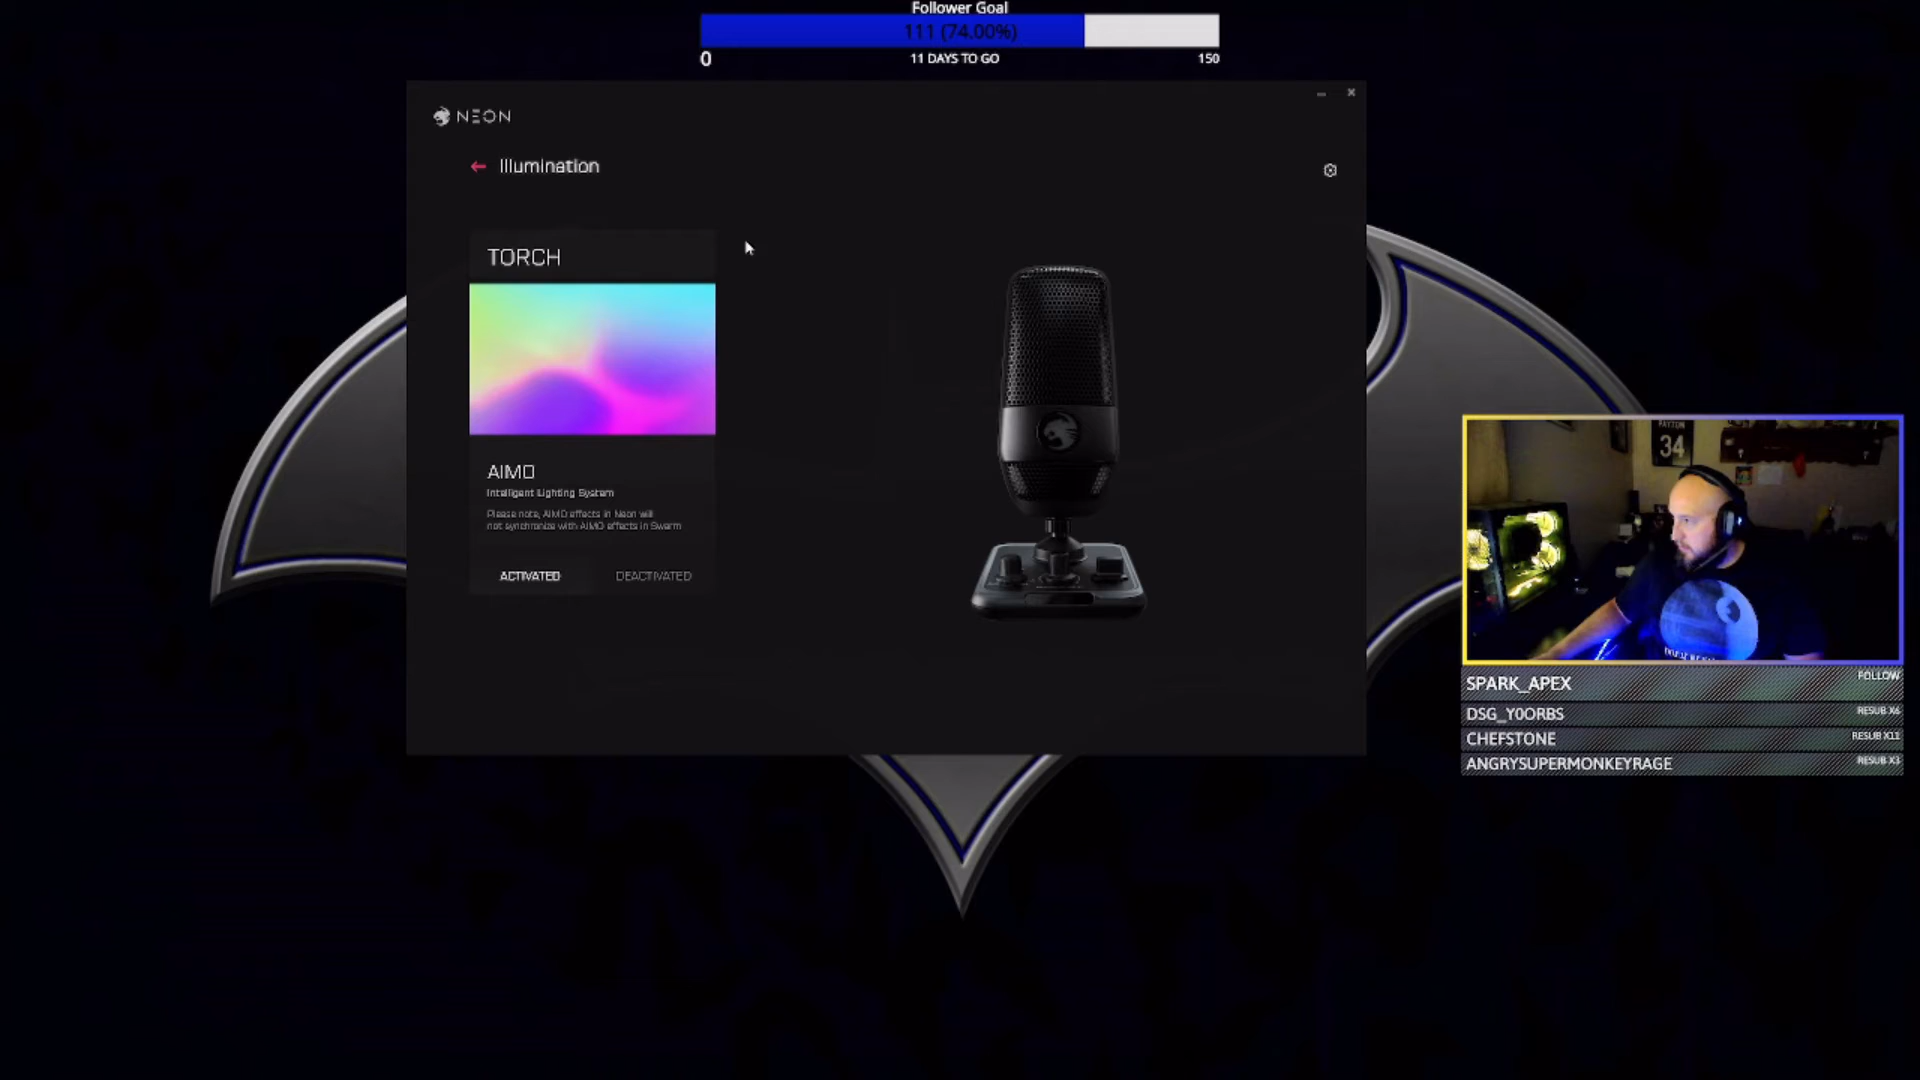 Follower Goal
111 (74.00%)
0
11 DAYS TO GO
150
NEON
Illumination
TORCH
AIMO
Intelligent Lighting System
Please note, AIMO effects in Neon will
not synchronize with AIMO effects in Swarm
ACTIVATED
DEACTIVATED
PAYTON
34
SPARK_APEX
FOLLOW
DSG_Y0ORBS
RESUB X6
CHEFSTONE
RESUB X11
ANGRYSUPERMONKEYRAGE
RESUB X3